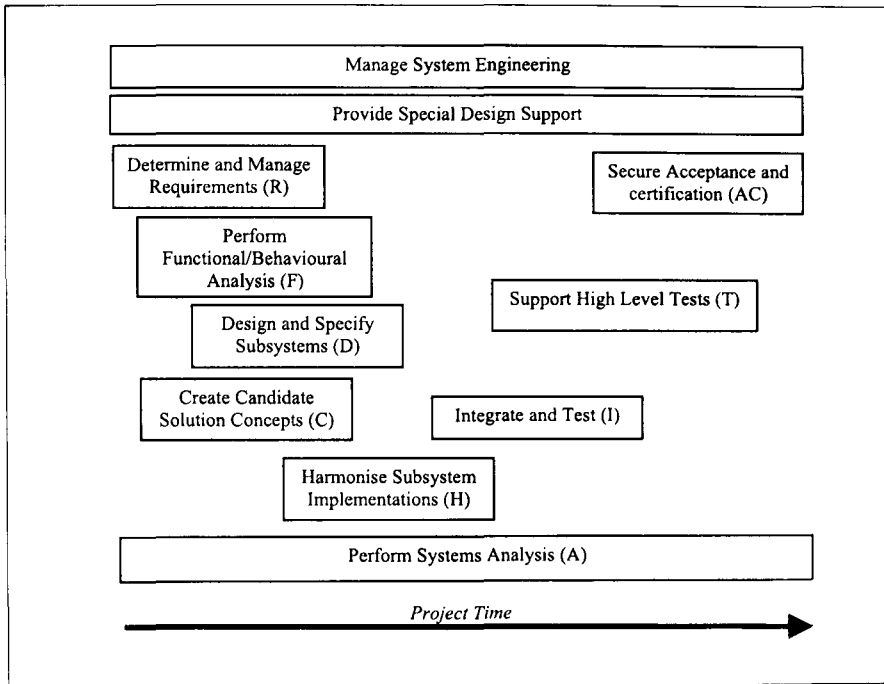 Manage System Engineering
Provide Special Design Support
Determine and Manage
Requirements (R)
Secure Acceptance and
certification (AC)
Perform
Functional/Behavioural
Analysis (F)
Support High Level Tests (T)
Design and Specify
Subsystems (D)
Create Candidate
Solution Concepts (C)
Integrate and Test (I)
Harmonise Subsystem
Implementations (H)
Perform Systems Analysis (A)
Project Time